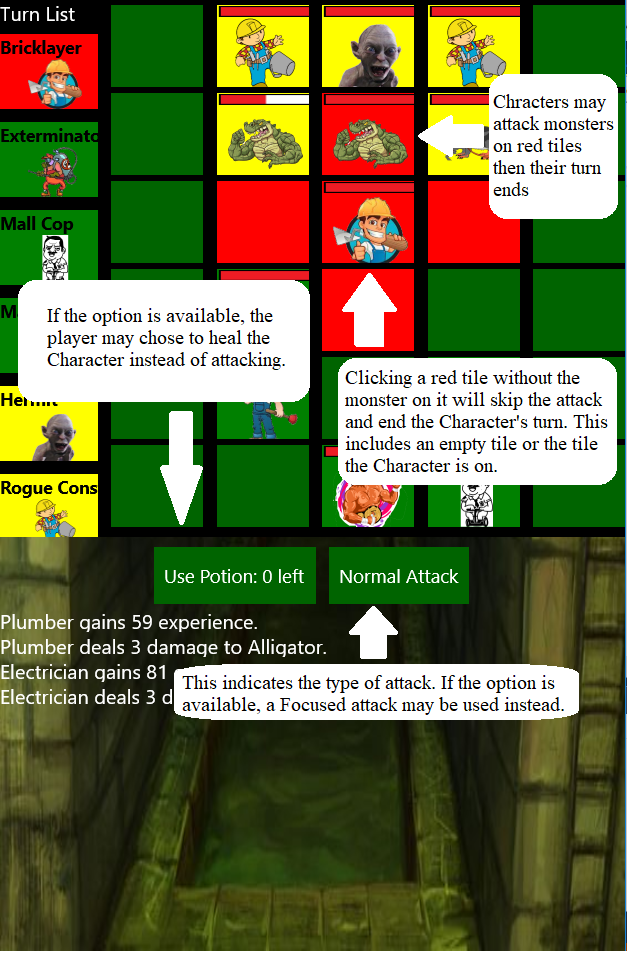 Turn List
Bricklayer
Exterminato
Mall Cop
M
Hermit
Rogue Cons
Chracters may
attack monsters
on red tiles
then their turn
ends
If the option is available, the
player may chose to heal the
Character instead of attacking.
Clicking a red tile without the
monster on it will skip the attack
and end the Character's turn. This
includes an empty tile or the tile
the Character is on.
Use Potion: 0 left
Normal Attack
Plumber gains 59 experience.
Plumber deals 3 damage to Alligator.
Electrician gains 81
Electrician deals 3 d
This indicates the type of attack. If the option is
available, a Focused attack may be used instead.